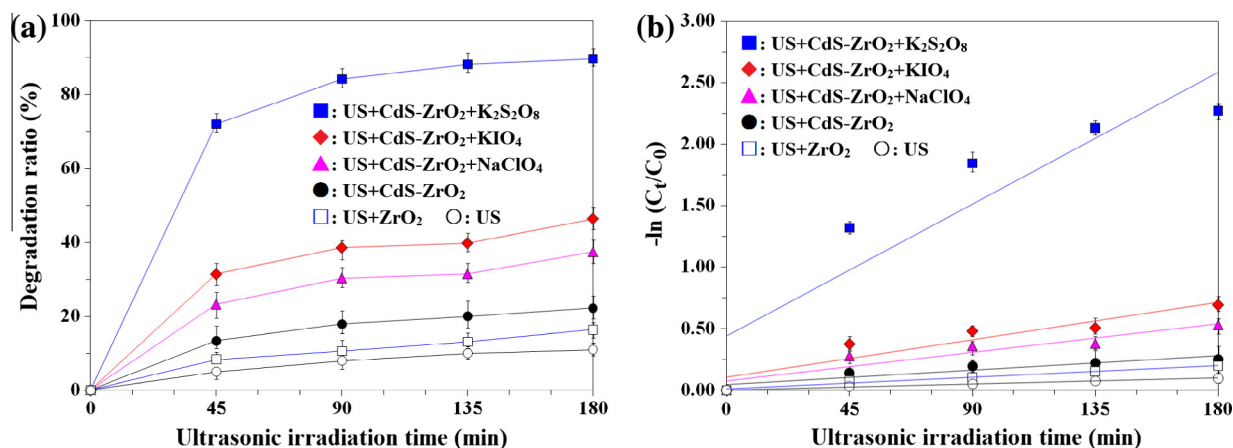 (a)
100
80
60
40
20
0
Degradation ratio (%)
: US+CdS-ZrO₂+K₂S₂O₈
: US+CdS-ZrO₂+KIO₄
: US+CdS-ZrO₂+NaClO₄
: US+CdS-ZrO₂
: US+ZrO₂ : US
0 45 90 135 180
Ultrasonic irradiation time (min)
(b)
3.00
2.50
2.00
1.50
1.00
0.50
0.00
-ln (Cₜ/C₀)
: US+CdS-ZrO₂+K₂S₂O₈
: US+CdS-ZrO₂+KIO₄
: US+CdS-ZrO₂+NaClO₄
: US+CdS-ZrO₂
: US+ZrO₂ : US
0 45 90 135 180
Ultrasonic irradiation time (min)